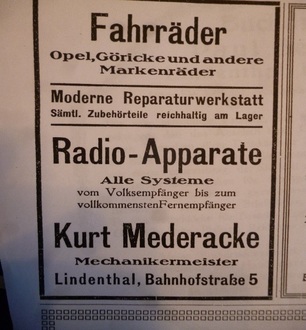 Fahrräder
Opel, Göricke und andere
Markenräder
Moderne Reparaturwerkstatt
Sämtl. Zubehörteile reichhaltig am Lager
Radio-Apparate
Alle Systeme
vom Volksempfänger bis zum
vollkommensten Fernempfänger
Kurt Mederacke
Mechanikermeister
Lindenthal, Bahnhofstraße 5